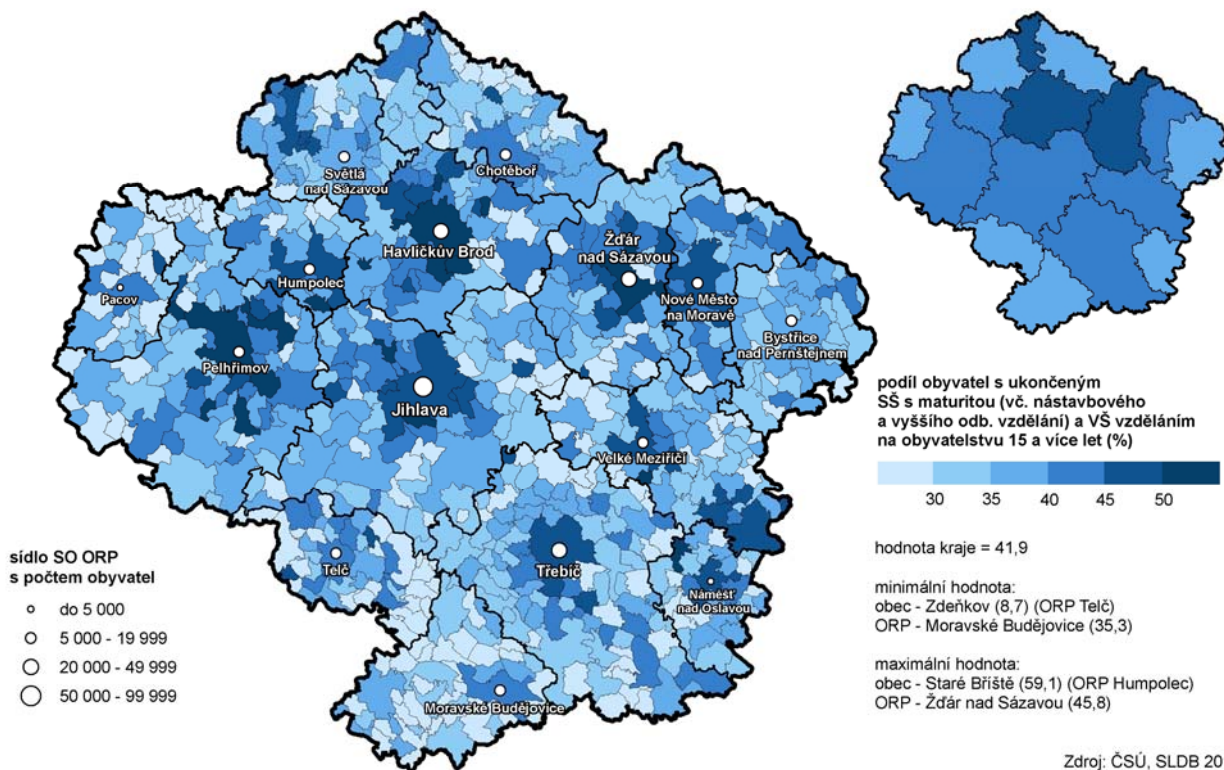 Světlá
nad Sázavou
Chotěboř
Havlíčkův Brod
Žďár
nad Sázavou
Humpolec
Pacov
Nové Město
na Moravě
Bystřice
nad Pernštejnem
Pelhřimov
Jihlava
Velké Meziříčí
Telč
Třebíč
Náměšť
nad Oslavou
Moravské Budějovice
sídlo SO ORP
s počtem obyvatel
do 5 000
5 000 - 19 999
20 000 - 49 999
50 000 - 99 999
podíl obyvatel s ukončeným
SŠ s maturitou (vč. nástavbového
a vyššího odb. vzdělání) a VŠ vzděláním
na obyvatelstvu 15 a více let (%)
30 35 40 45 50
hodnota kraje = 41,9
minimální hodnota:
obec - Zdeňkov (8,7) (ORP Telč)
ORP - Moravské Budějovice (35,3)
maximální hodnota:
obec - Staré Bříště (59,1) (ORP Humpolec)
ORP - Žďár nad Sázavou (45,8)
Zdroj: ČSÚ, SLDB 20